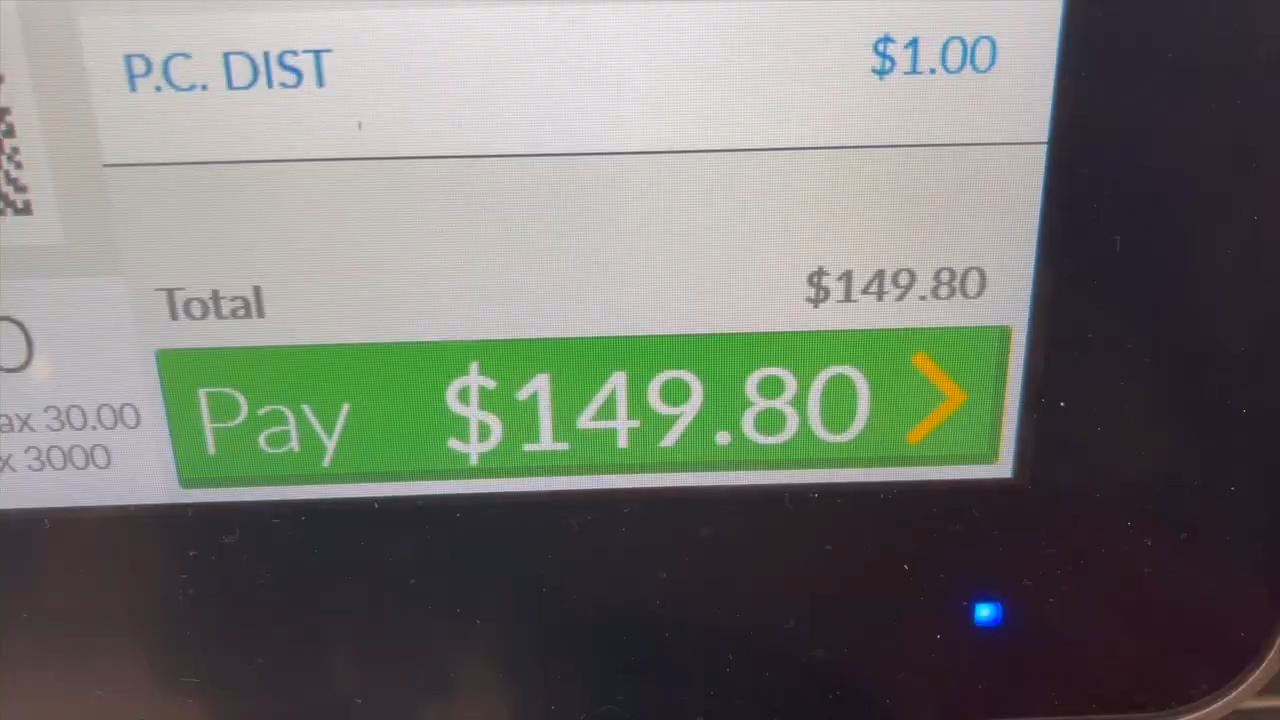 P.C. DIST $1.00
Total $149.80
Pay $149.80 >
ax 30.00
x 3000